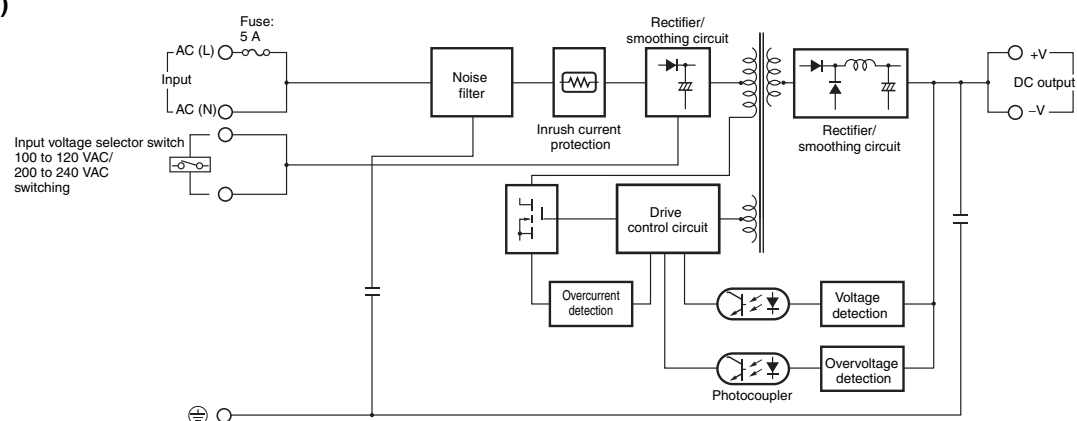 )
Fuse:
5 A
AC (L)
Input
AC (N)
Input voltage selector switch
100 to 120 VAC/
200 to 240 VAC
switching
Noise
filter
Inrush current
protection
Rectifier/
smoothing circuit
Rectifier/
smoothing circuit
+V
DC output
−V
Drive
control circuit
Overcurrent
detection
Voltage
detection
Overvoltage
detection
Photocoupler